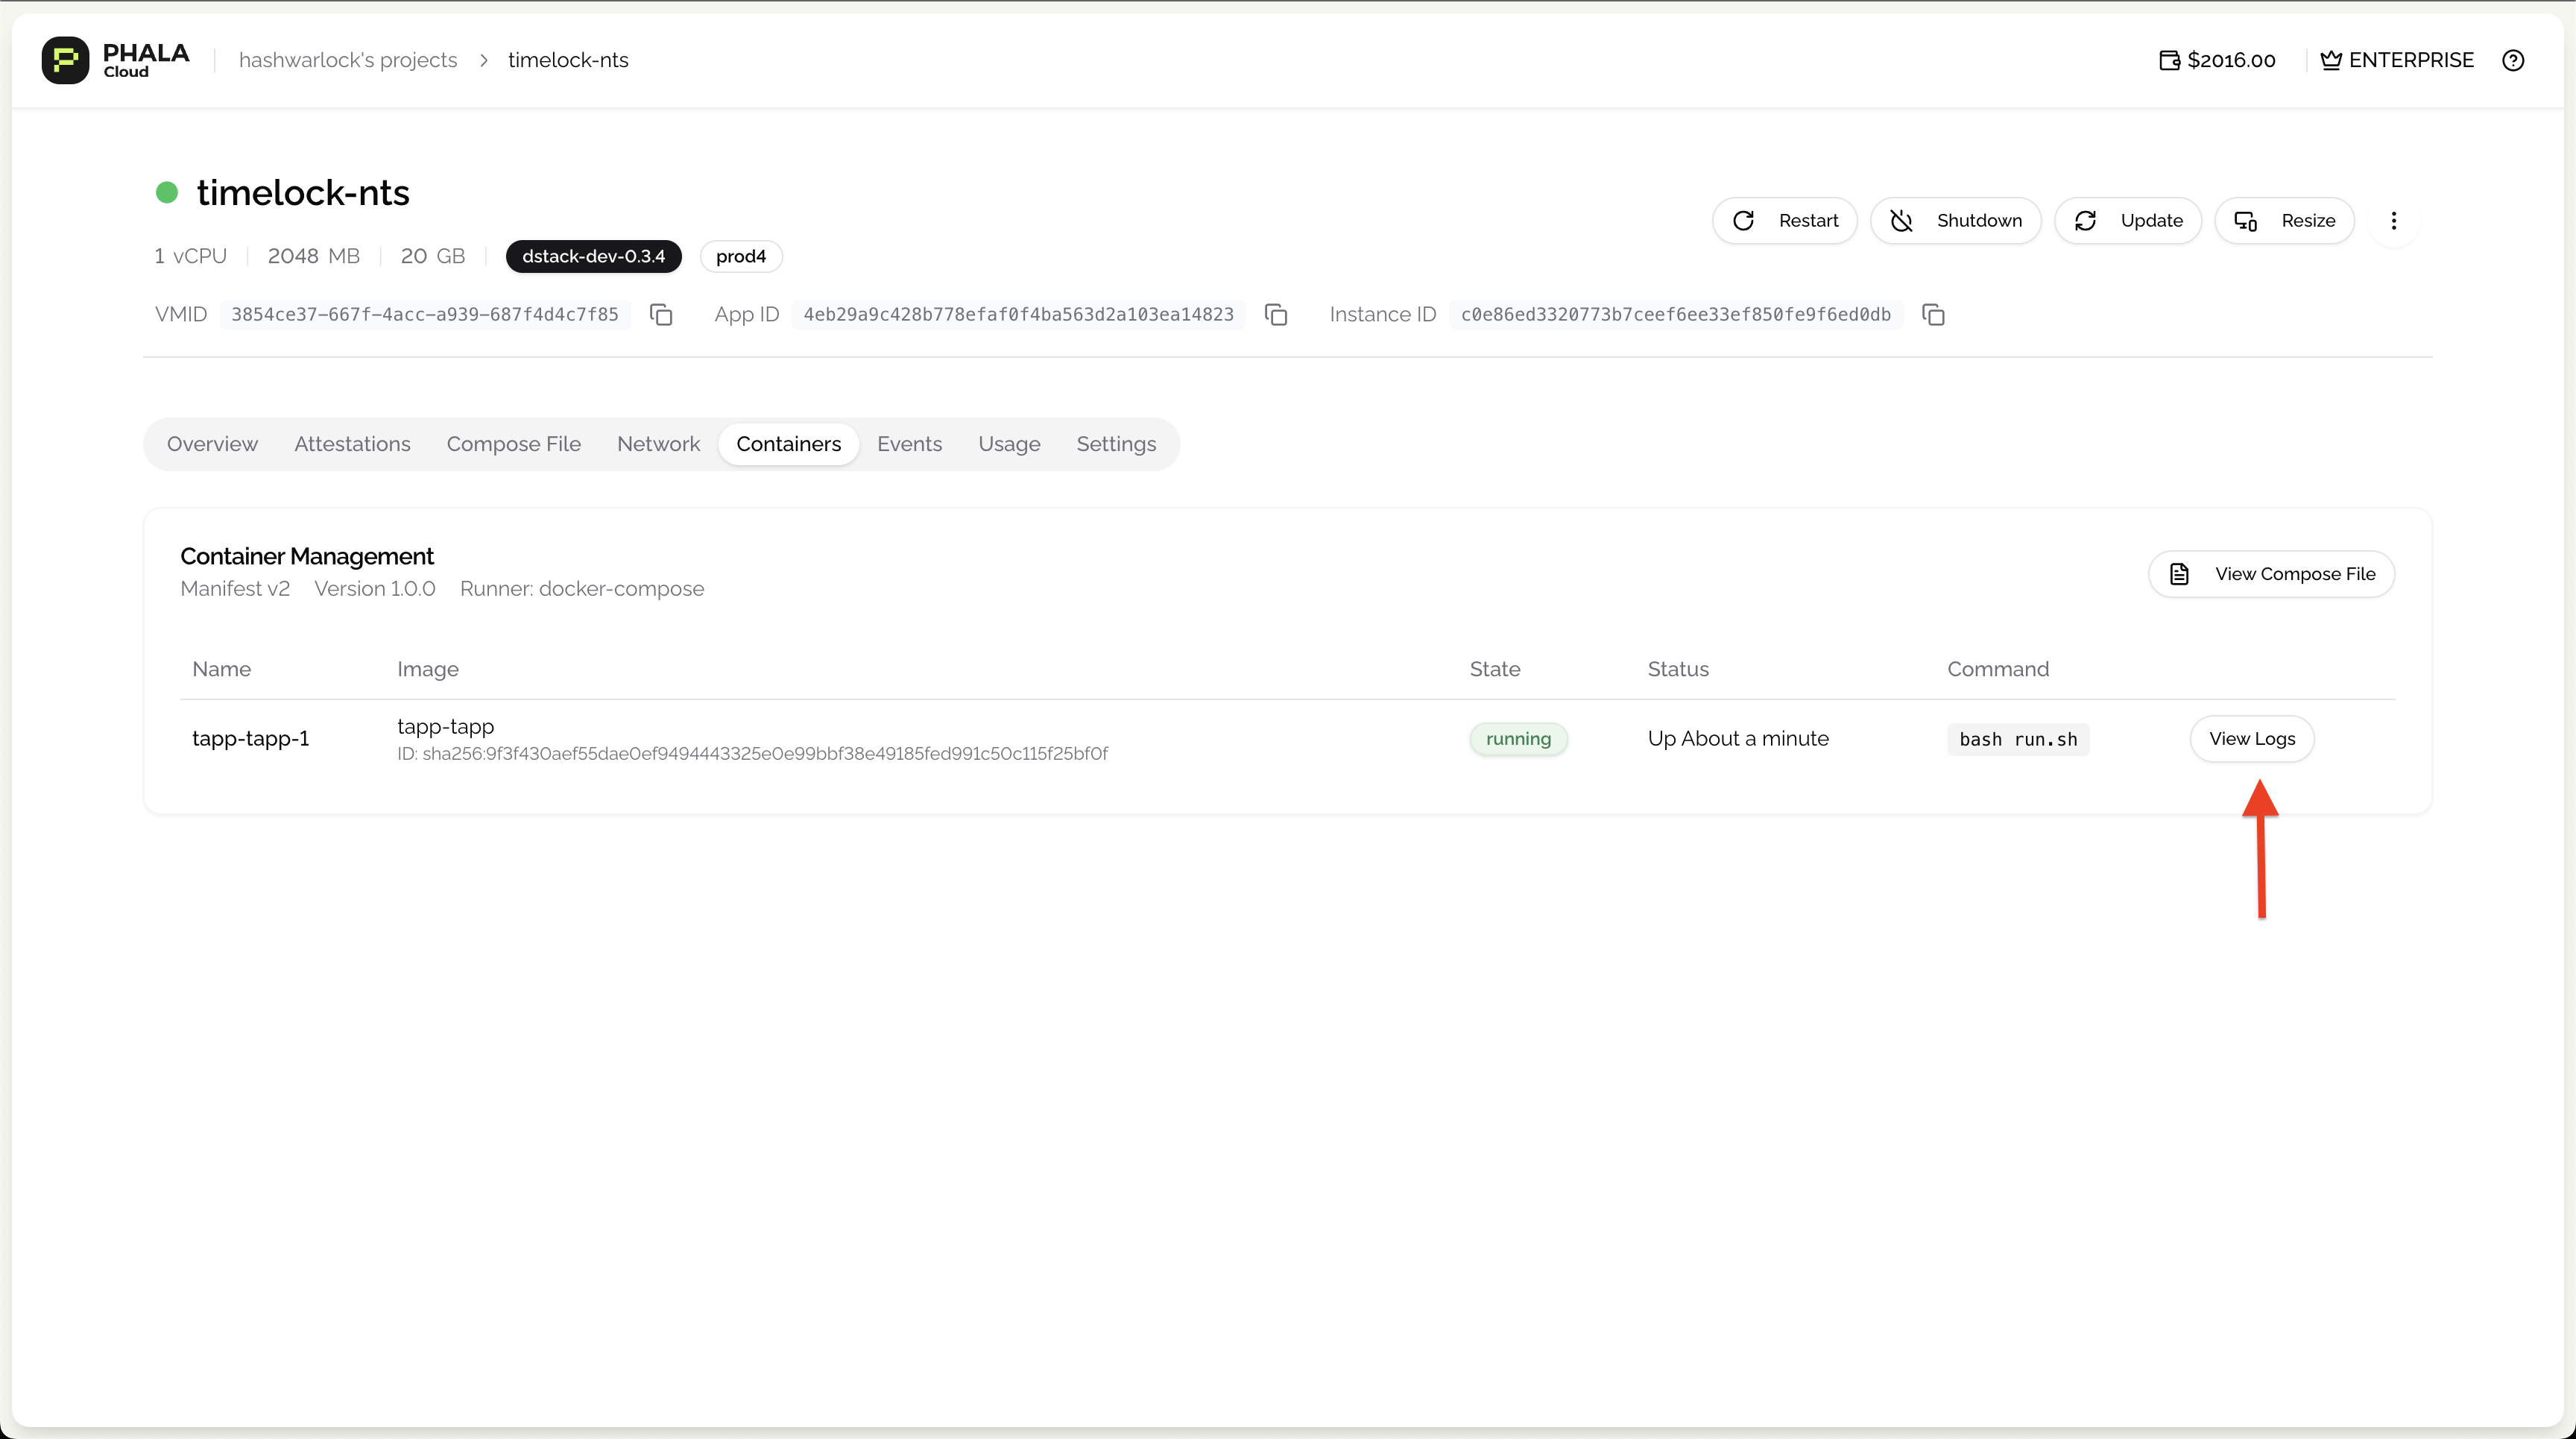 PHALA
Cloud
hashwarlock's projects > timelock-nts
$2016.00
ENTERPRISE
timelock-nts
Restart
Shutdown
Update
Resize
1 vCPU
2048 MB
20 GB
dstack-dev-0.3.4
prod4
VMID 3854ce37-667f-4acc-a939-687f4d4c7f85
App ID 4eb29a9c428b778efaf0f4ba563d2a103ea14823
Instance ID c0e86ed3320773b7ceef6ee33ef850fe9f6ed0db
Overview Attestations Compose File Network Containers Events Usage Settings
Container Management
Manifest v2 Version 1.0.0 Runner: docker-compose
View Compose File
Name Image State Status Command
tapp-tapp-1
tapp-tapp
ID: sha256:9f3f430aef55dae0ef9494443325e0e99bbf38e49185fed991c50c115f25bf0f
running
Up About a minute
bash run.sh
View Logs